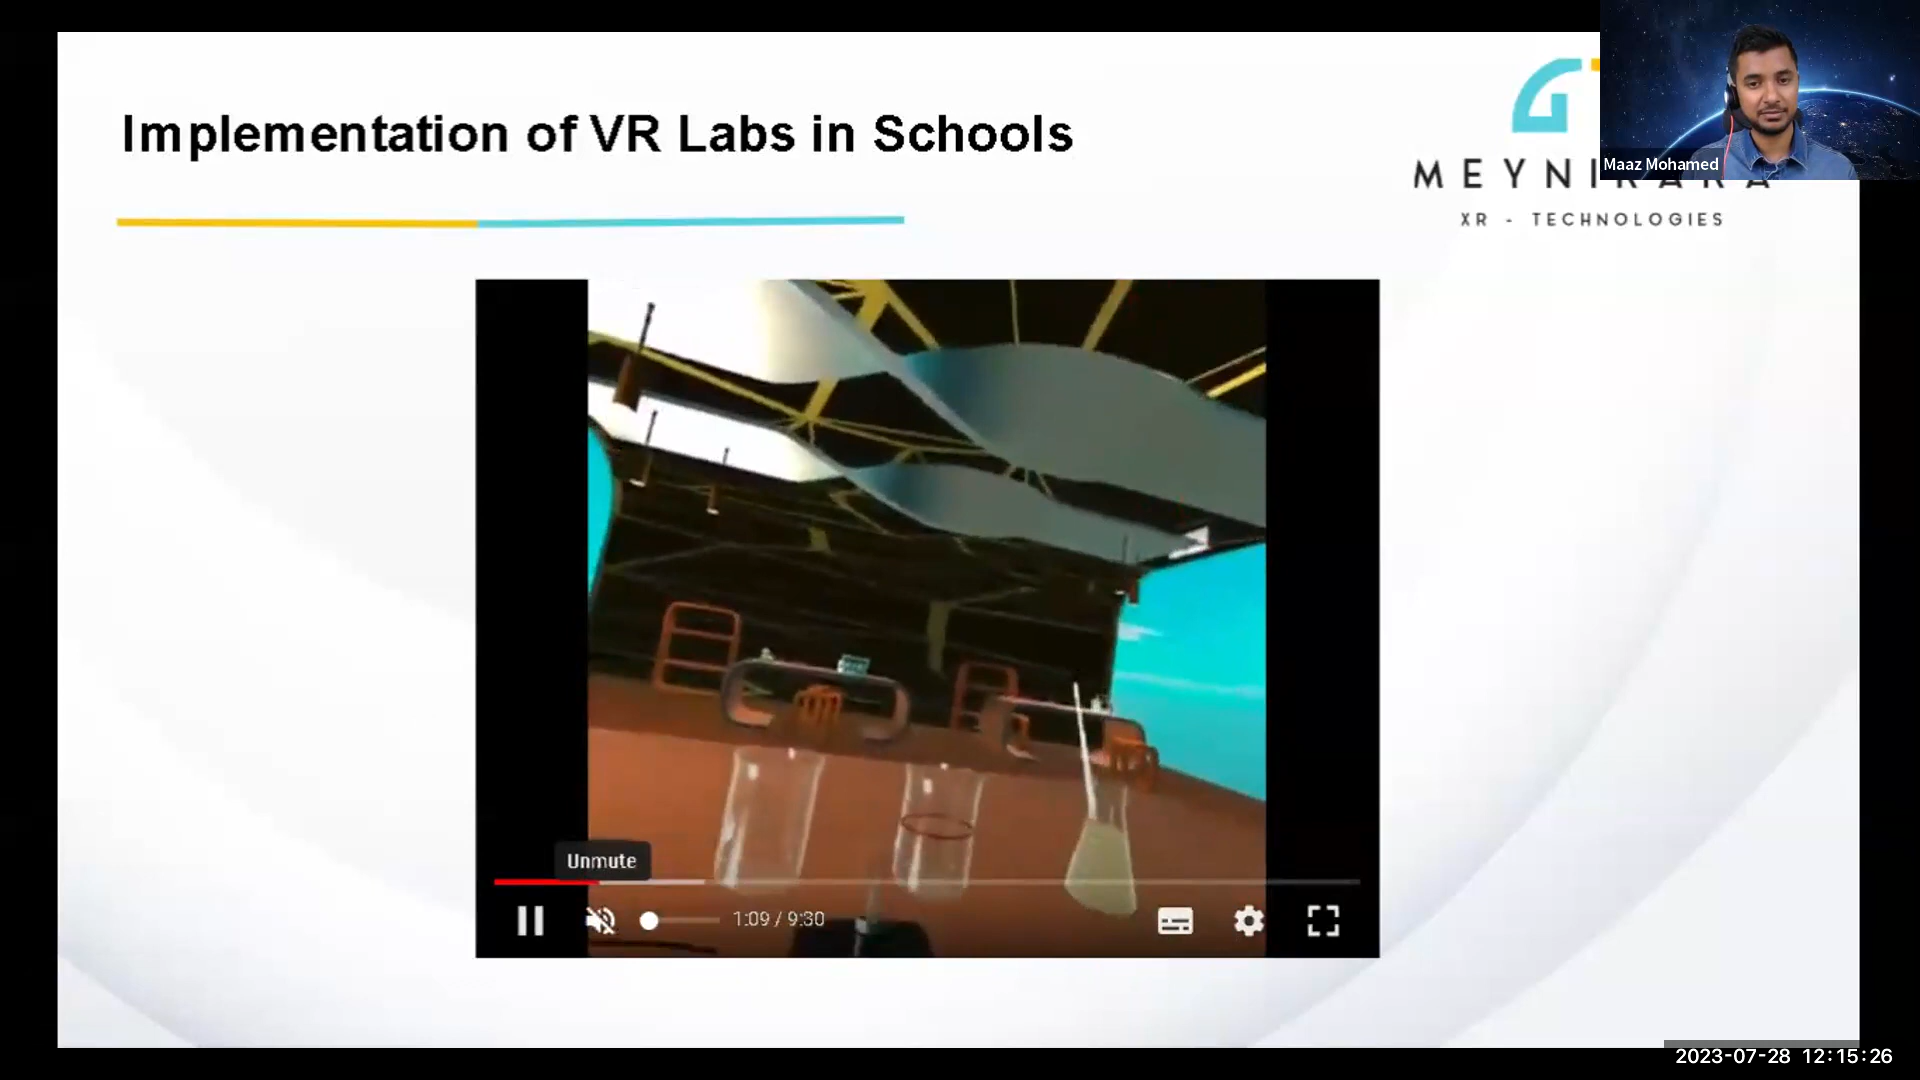 Implementation of VR Labs in Schools
XR - TECHNOLOGIES
Maaz Mohamed
Unmute
1:09 / 9:30
2023-07-28 12:15:26